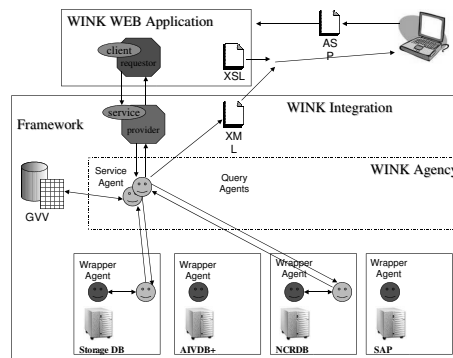 WINK WEB Application
client
requestor
AS
P
XSL
WINK Integration
Framework
service
provider
XM
L
WINK Agency
Service
Agent
Query
Agents
GVV
Wrapper
Agent
Wrapper
Agent
Wrapper
Agent
Wrapper
Agent
Storage DB
AIVDB+
NCRDB
SAP